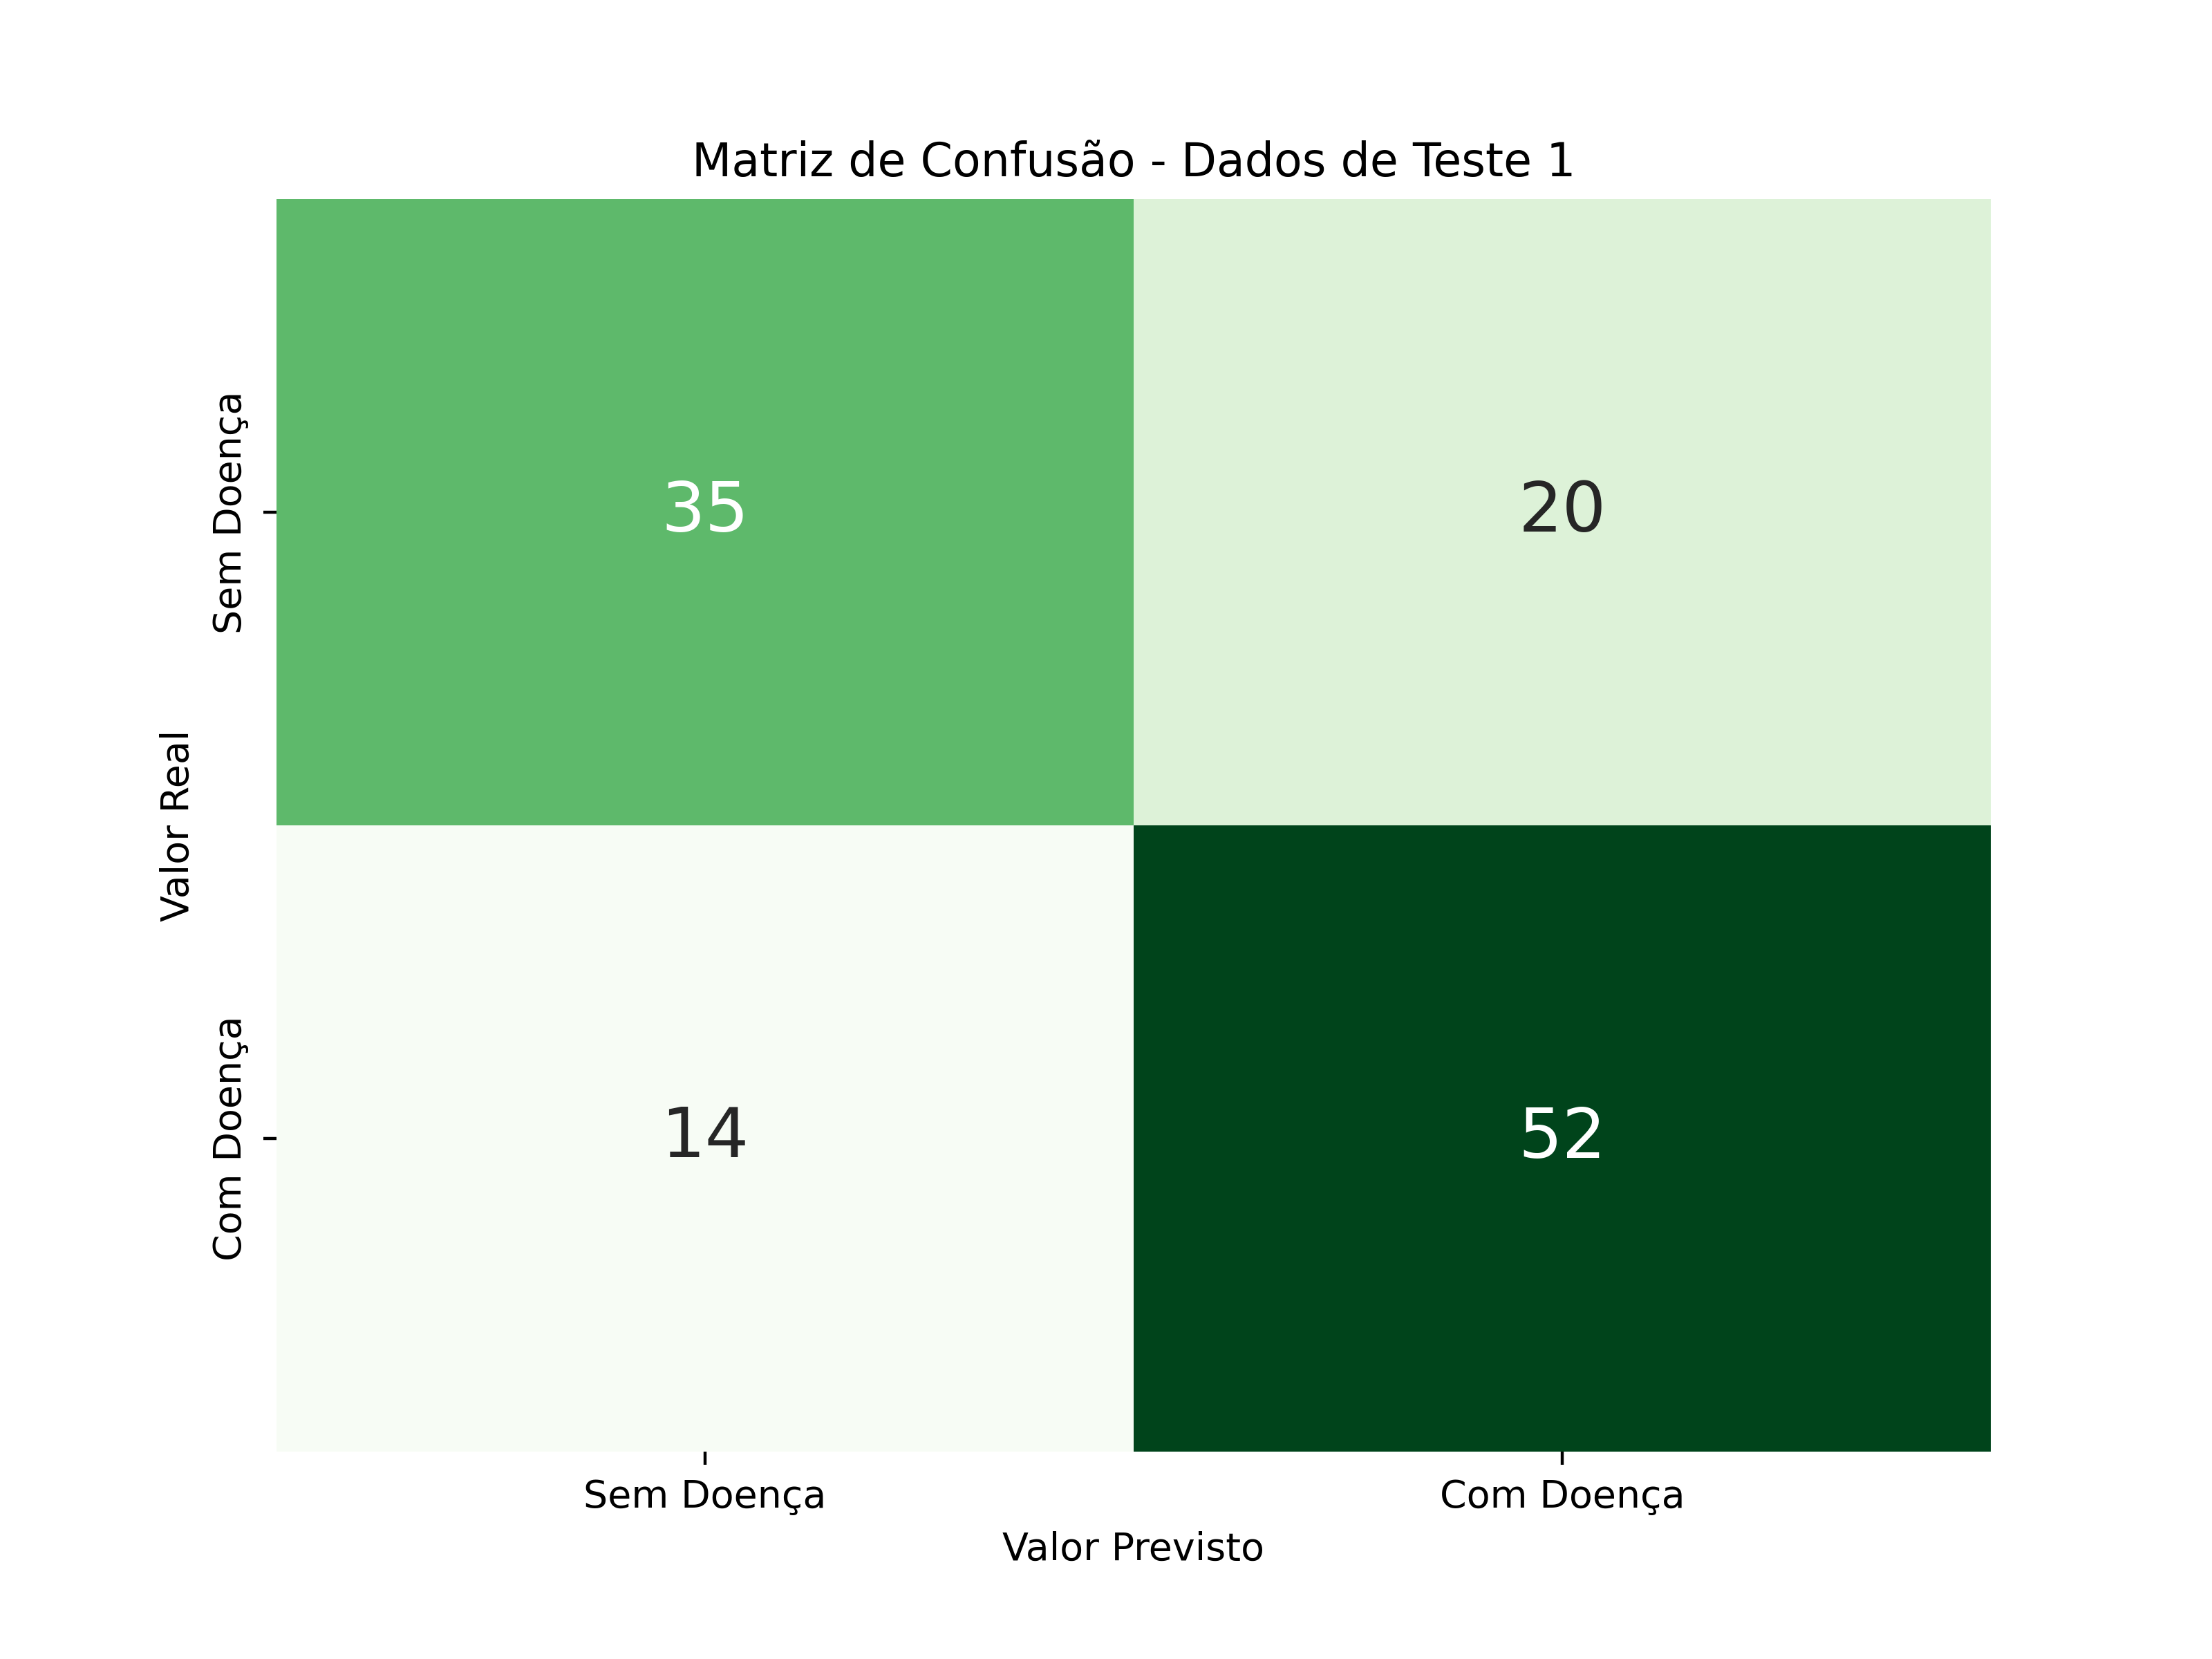 Matriz de Confusão - Dados de Teste 1
Valor Real
Sem Doença
35
20
Com Doença
14
52
Sem Doença
Com Doença
Valor Previsto